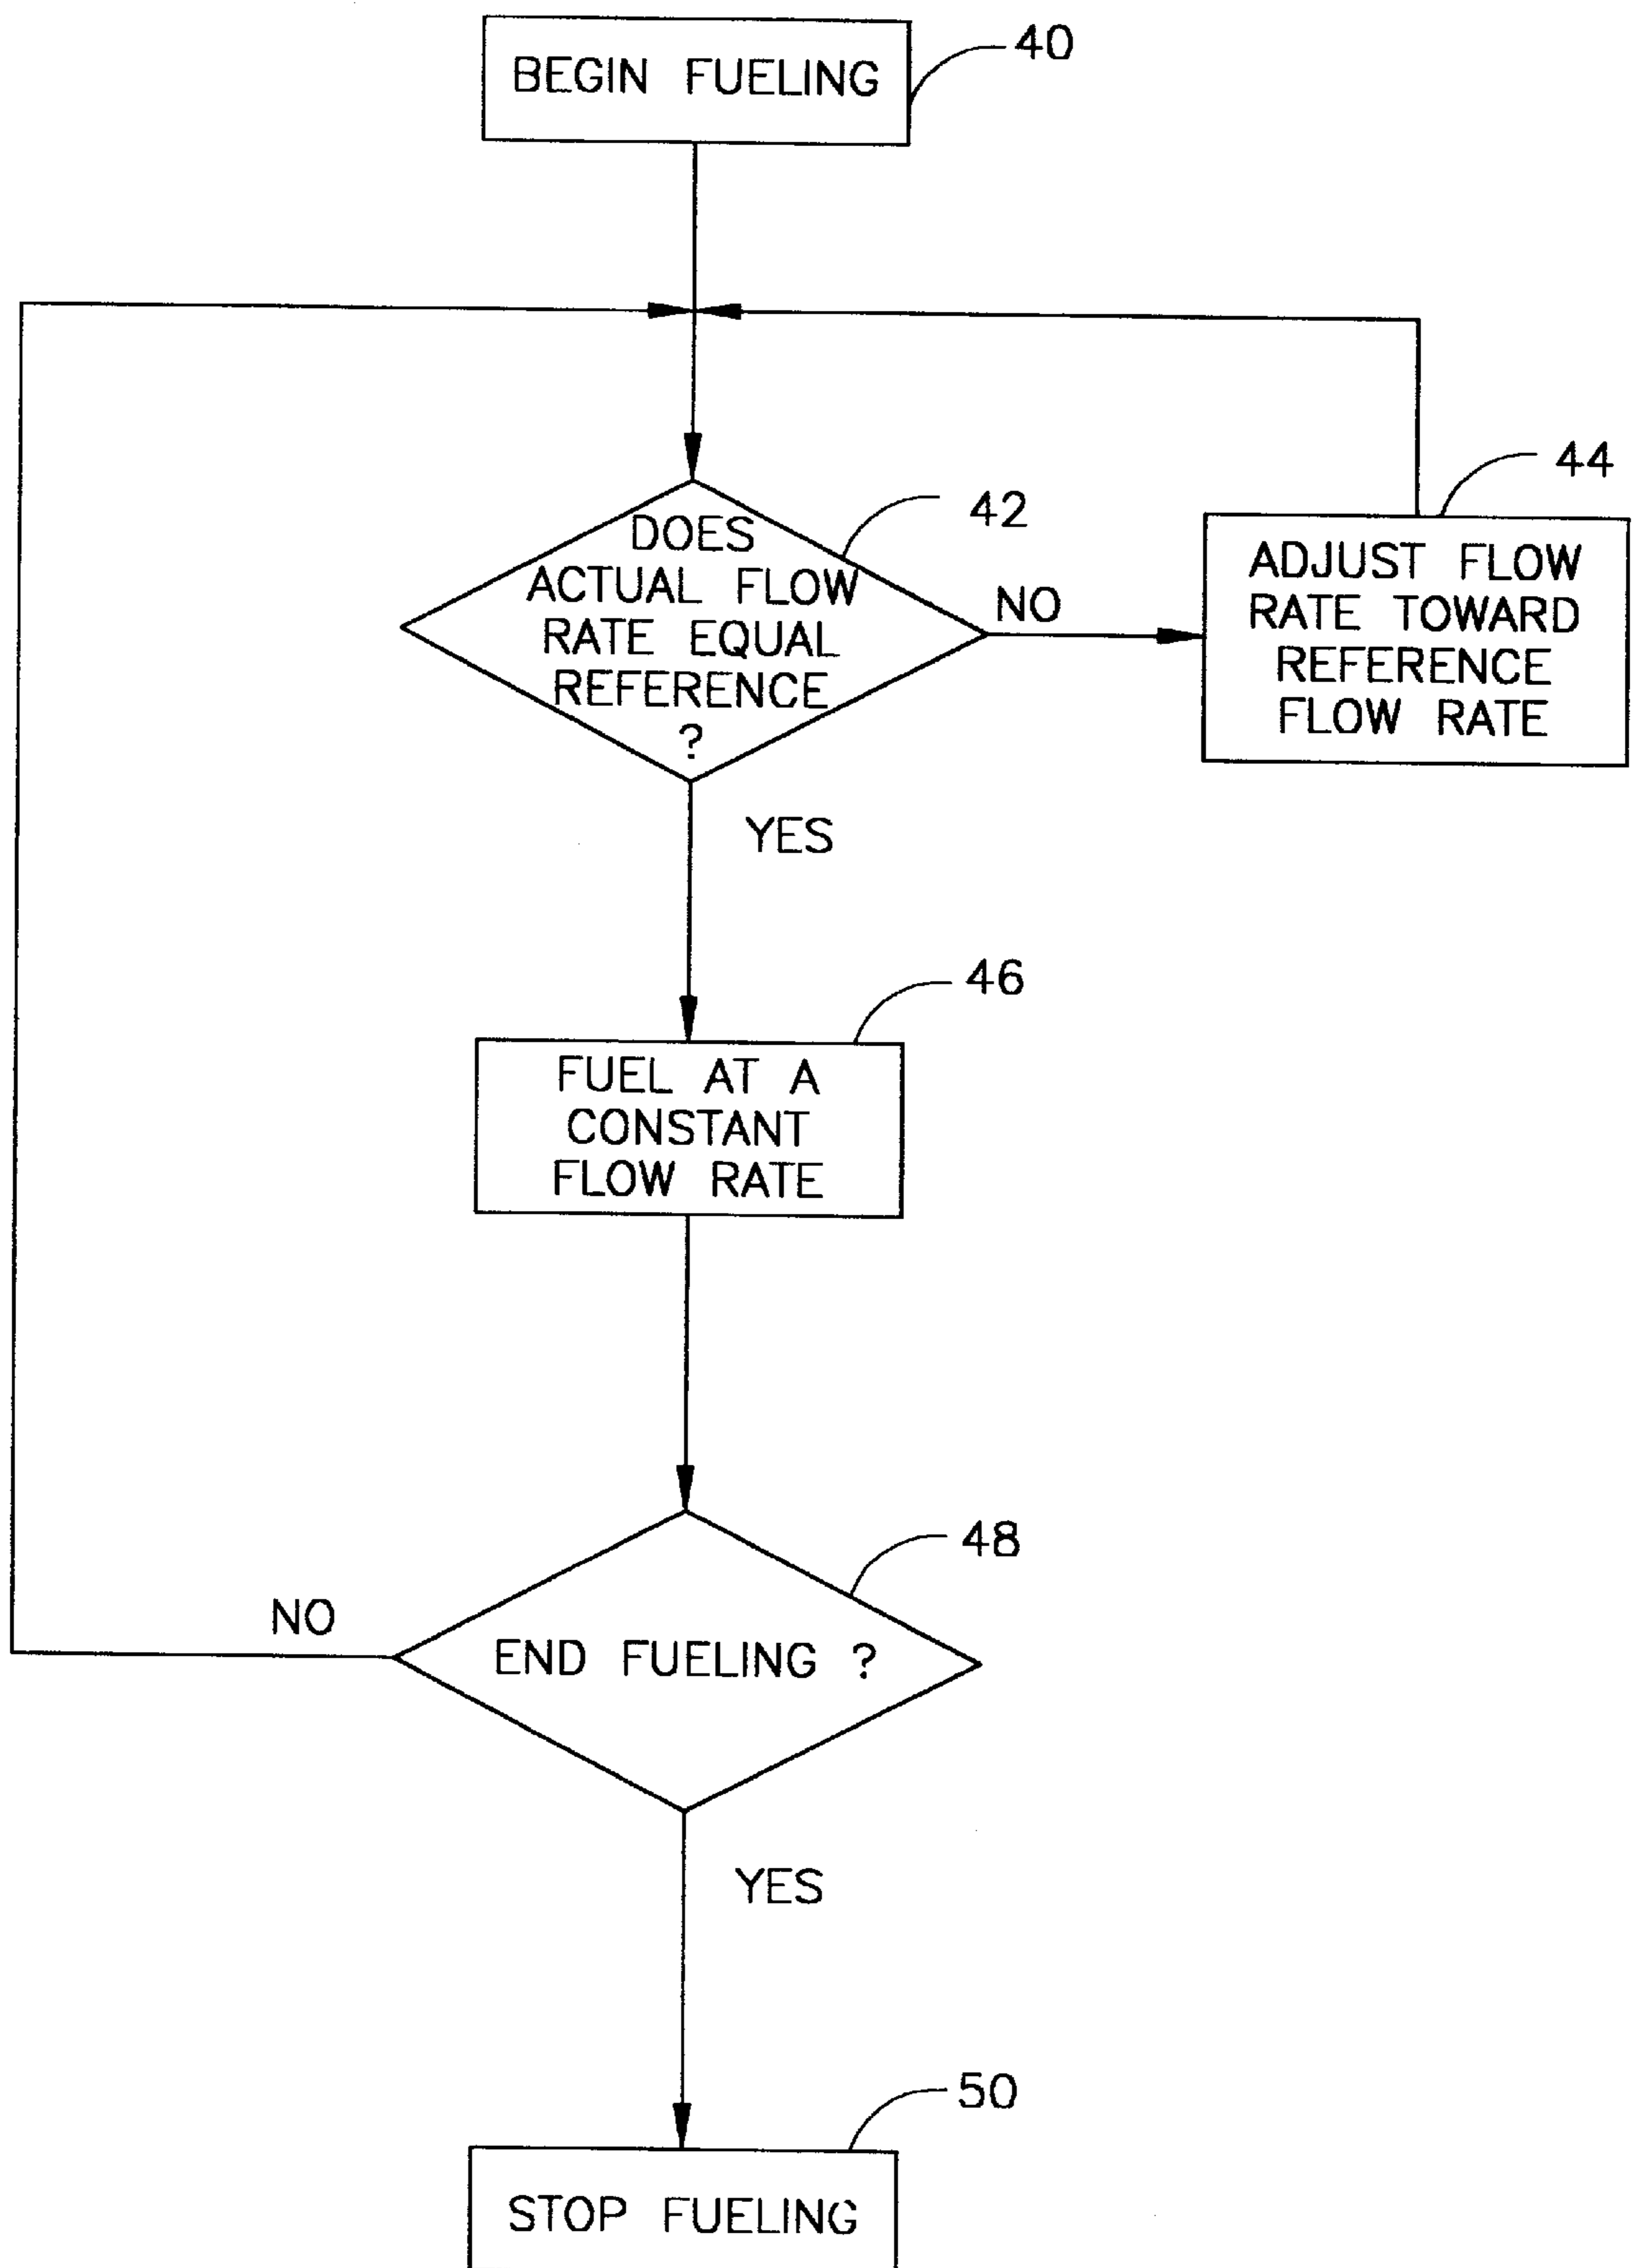 BEGIN FUELING
40
DOES
ACTUAL FLOW
RATE EQUAL
REFERENCE
?
42
NO
ADJUST FLOW
RATE TOWARD
REFERENCE
FLOW RATE
44
YES
FUEL AT A
CONSTANT
FLOW RATE
46
END FUELING ?
48
NO
YES
STOP FUELING
50